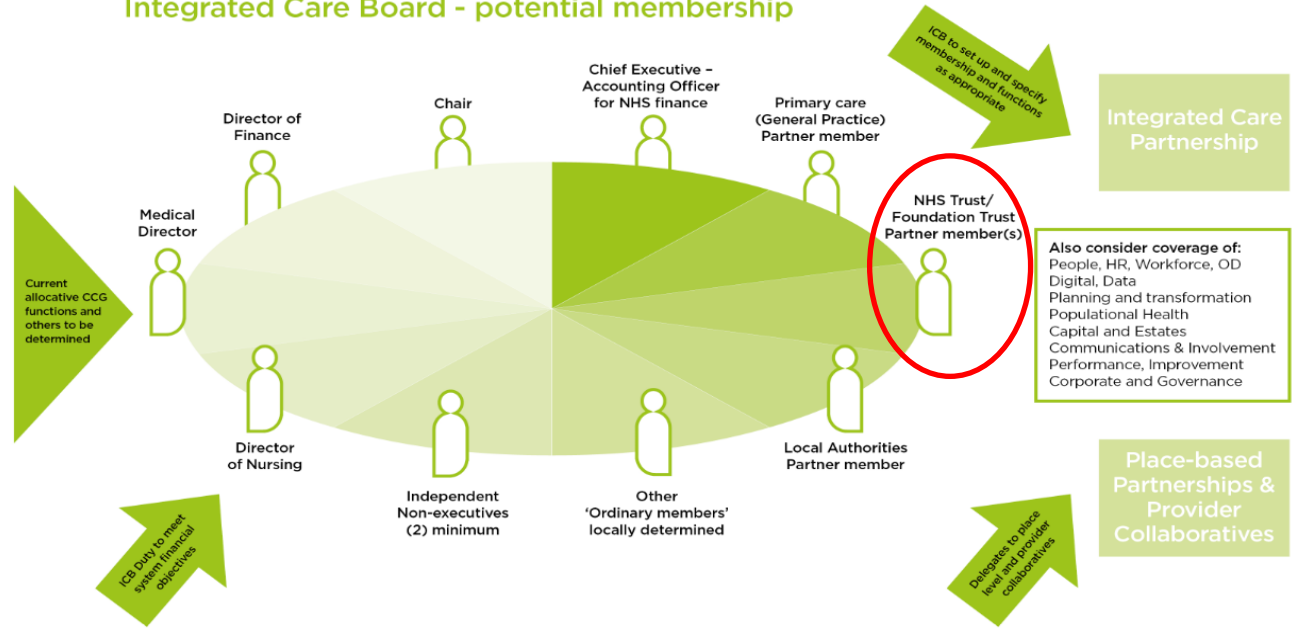 Integrated Care Board - potential membership
ICB to set up and specify
membership and functions
as appropriate
Integrated Care
Partnership
Chief Executive –
Accounting Officer
for NHS finance
Chair
Primary care
(General Practice)
Partner member
Director of
Finance
NHS Trust/
Foundation Trust
Partner member(s)
Medical
Director
Also consider coverage of:
People, HR, Workforce, OD
Digital, Data
Planning and transformation
Populational Health
Capital and Estates
Communications & Involvement
Performance, Improvement
Corporate and Governance
Current
allocative CCG
functions and
others to be
determined
Director
of Nursing
Independent
Non-executives
(2) minimum
Other
‘Ordinary members’
locally determined
Local Authorities
Partner member
Place-based
Partnerships &
Provider
Collaboratives
ICB Duty to meet
system financial
objectives
Delegates to place
level and provider
collaboratives